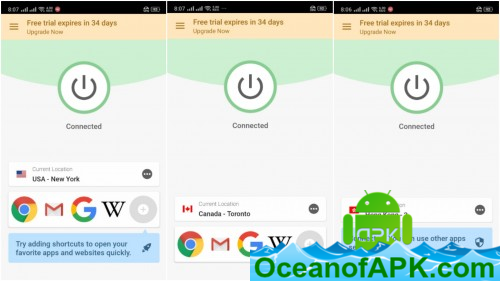 8:07
Free trial expires in 34 days
Upgrade Now
Connected
Current Location
USA - New York
Try adding shortcuts to open your
favorite apps and websites quickly.
8:07
Free trial expires in 34 days
Upgrade Now
Connected
Current Location
Canada - Toronto
8:06
Free trial expires in 34 days
Upgrade Now
Connected
use other apps
APK
OceanofAPK.com